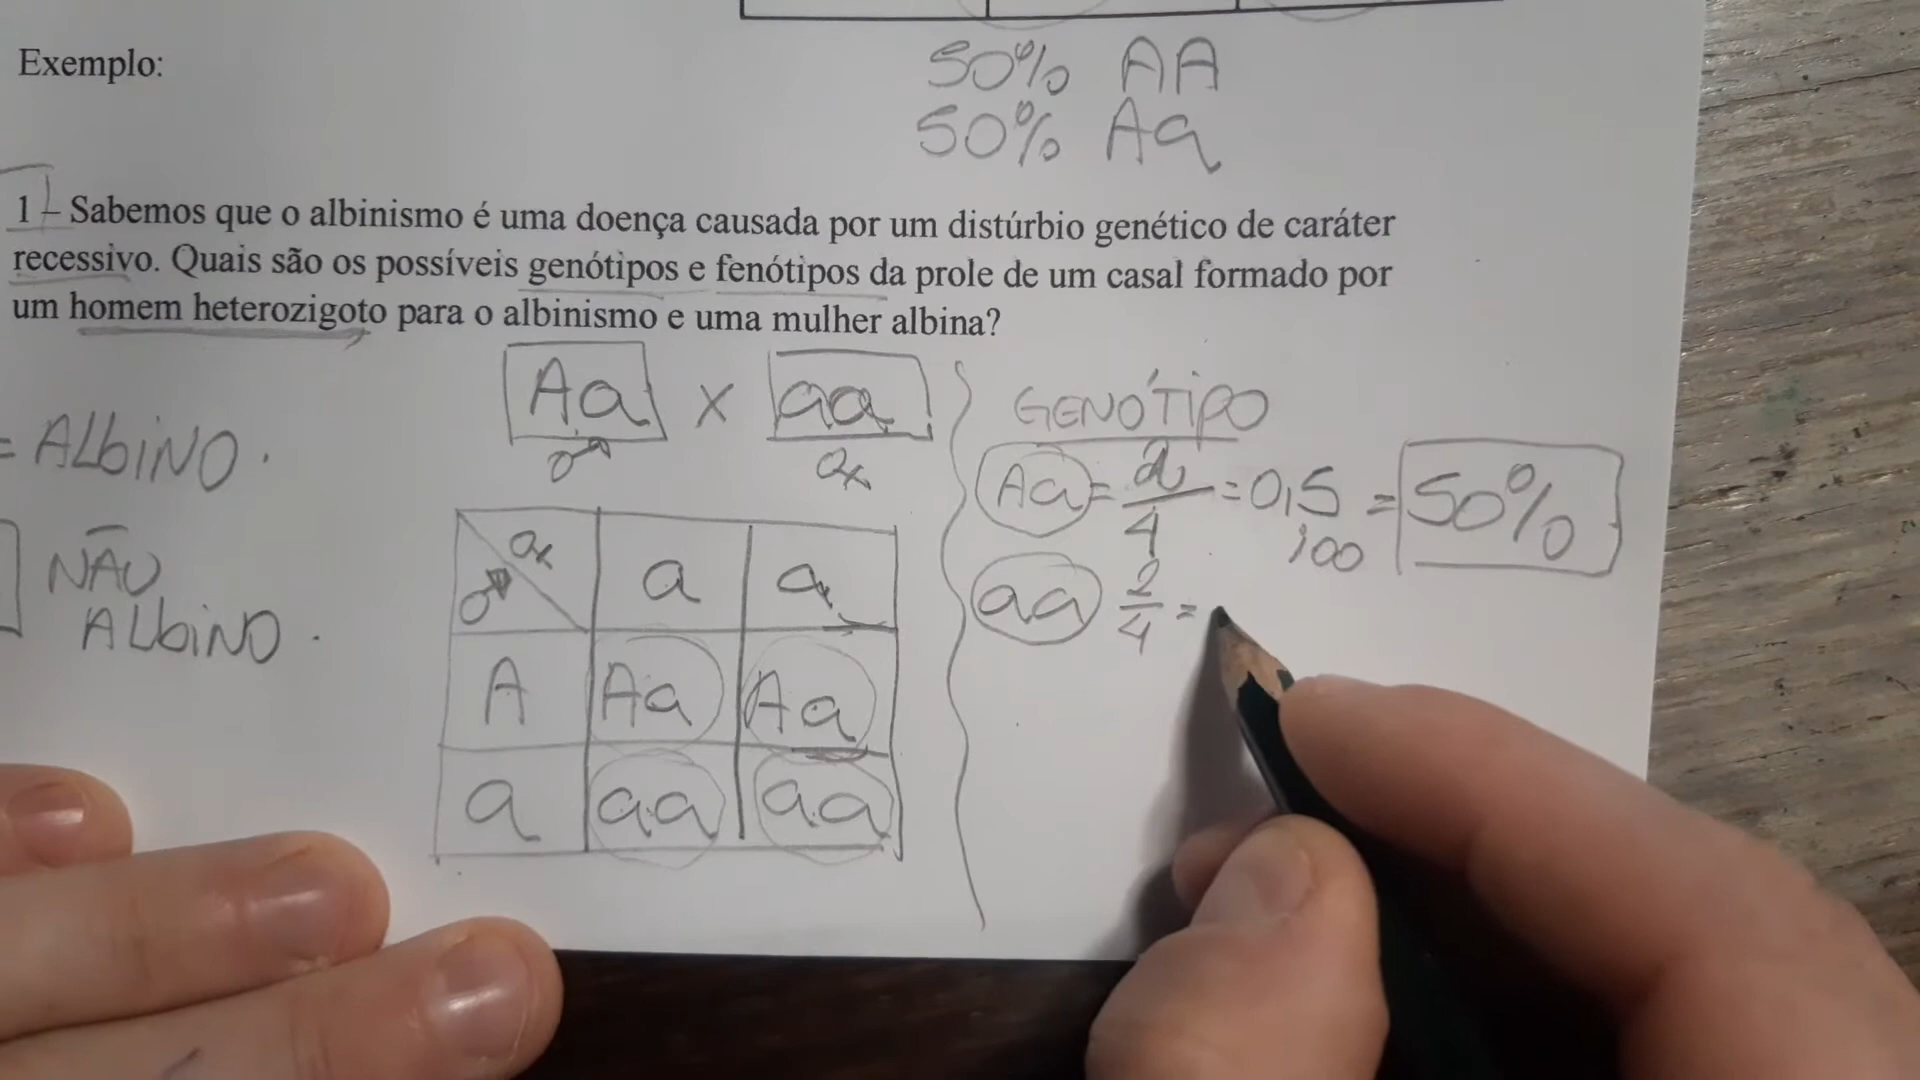 50% AA
50% Aa
Exemplo:
1 – Sabemos que o albinismo é uma doença causada por um distúrbio genético de caráter
recessivo. Quais são os possíveis genótipos e fenótipos da prole de um casal formado por
um homem heterozigoto para o albinismo e uma mulher albina?
= ALbiNO.
NÃO
ALbiNO.
Aa x aa
♂ ♀
♀ a a
♂
A Aa Aa
a aa aa
GENÓTIPO
Aa = 2/4 = 0,5 = 50%
100
aa 2/4 =